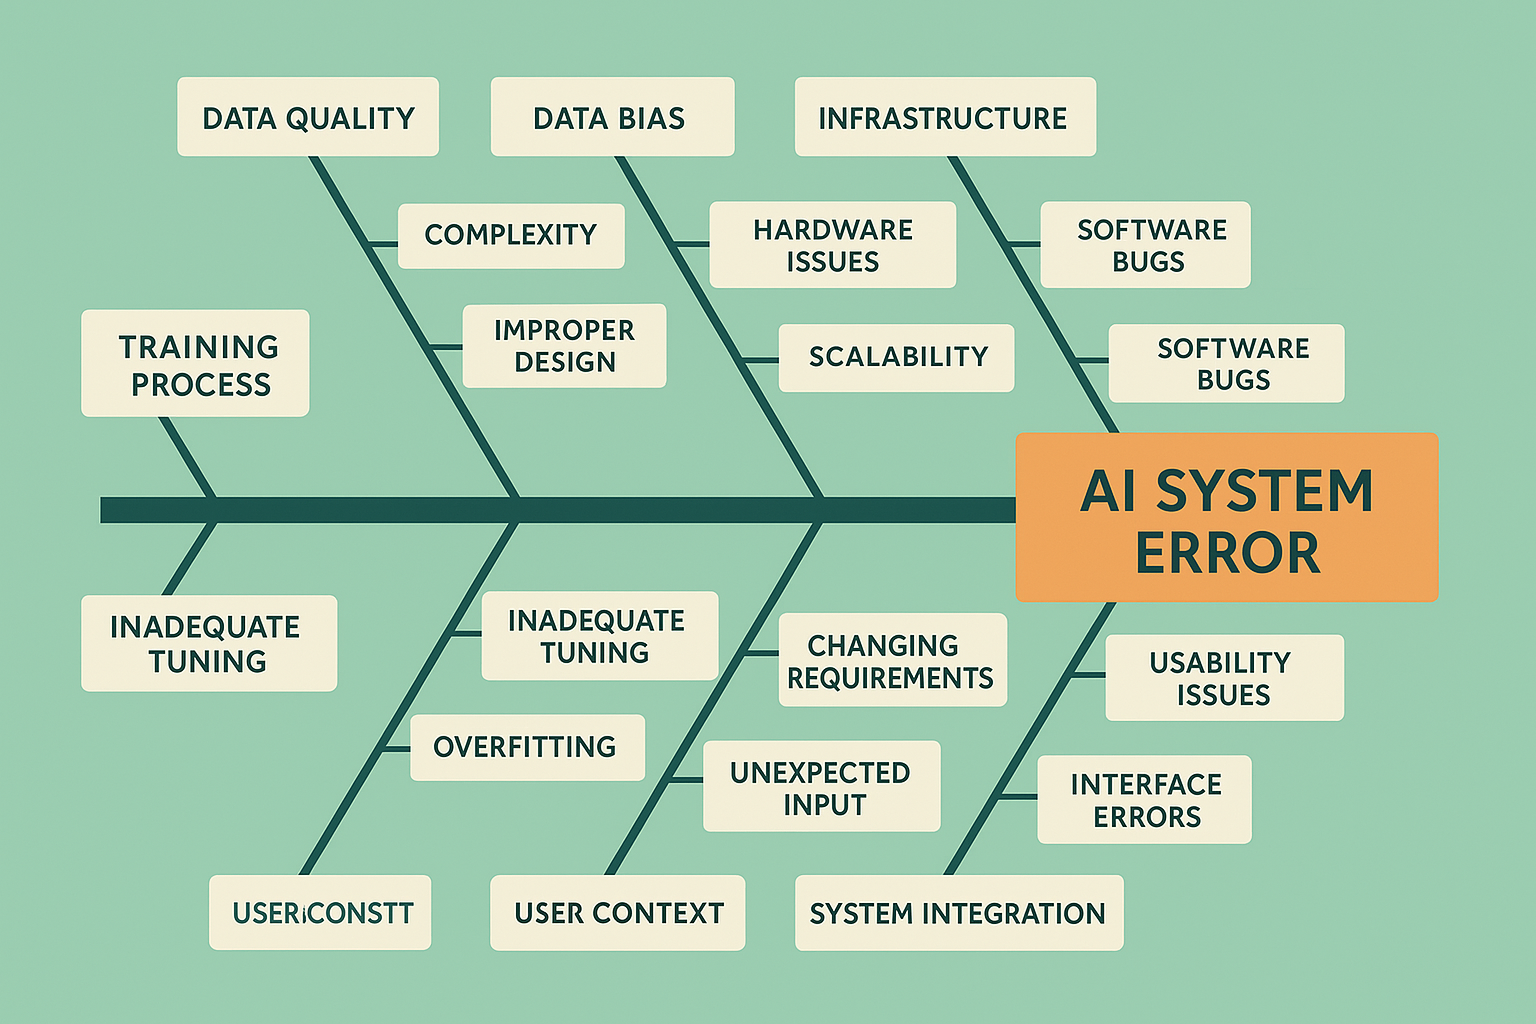 DATA QUALITY
DATA BIAS
INFRASTRUCTURE
COMPLEXITY
HARDWARE
ISSUES
SOFTWARE
BUGS
IMPROPER
DESIGN
SCALABILITY
SOFTWARE
BUGS
TRAINING
PROCESS
AI SYSTEM
ERROR
INADEQUATE
TUNING
INADEQUATE
TUNING
CHANGING
REQUIREMENTS
USABILITY
ISSUES
OVERFITTING
UNEXPECTED
INPUT
INTERFACE
ERRORS
USER CONSTT
USER CONTEXT
SYSTEM INTEGRATION